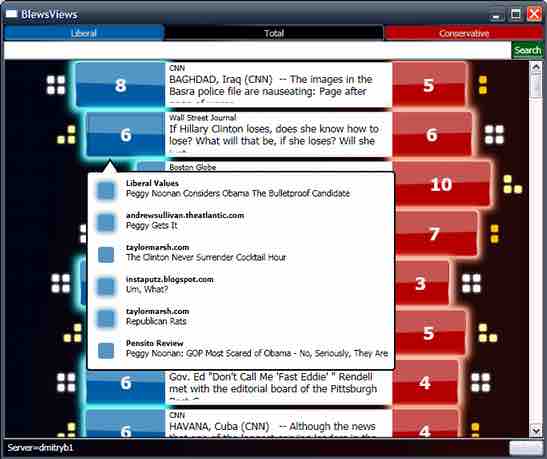 BlewsViews
Liberal Total Conservative
Search
8
CNN
BAGHDAD, Iraq (CNN) -- The images in the
Basra police file are nauseating: Page after
5
6
Wall Street Journal
If Hillary Clinton loses, does she know how to
lose? What will that be, if she loses? Will she
6
Boston Globe
10
Liberal Values
Peggy Noonan Considers Obama The Bulletproof Candidate
andrewsullivan.theatlantic.com
Peggy Gets It
7
taylormarsh.com
The Clinton Never Surrender Cocktail Hour
instaputz.blogspot.com
Um, What?
3
taylormarsh.com
Republican Rats
Pensito Review
Peggy Noonan: GOP Most Scared of Obama - No, Seriously, They Are
5
6
Gov. Ed "Don't Call Me 'Fast Eddie' " Rendell
met with the editorial board of the Pittsburgh
4
6
CNN
HAVANA, Cuba (CNN) -- Although the news
4
Server=dmitryb1